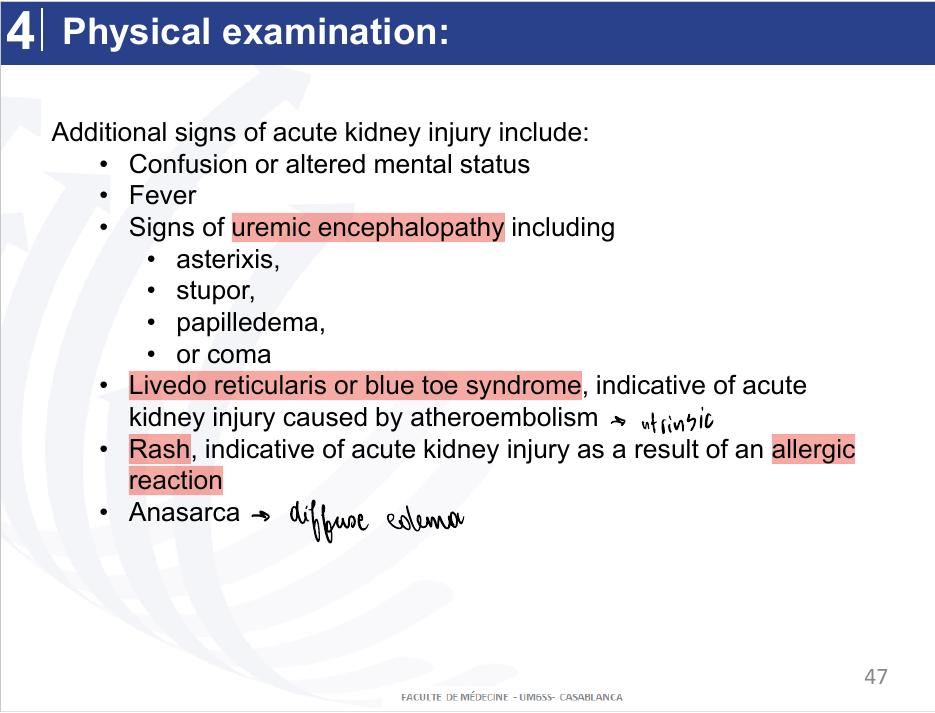 4 Physical examination:
Additional signs of acute kidney injury include:
• Confusion or altered mental status
• Fever
• Signs of uremic encephalopathy including
• asterixis,
• stupor,
• papilledema,
• or coma
• Livedo reticularis or blue toe syndrome, indicative of acute
kidney injury caused by atheroembolism → intrinsic
• Rash, indicative of acute kidney injury as a result of an allergic
reaction
• Anasarca → diffuse edema
47
FACULTE DE MÉDECINE - UM6SS- CASABLANCA